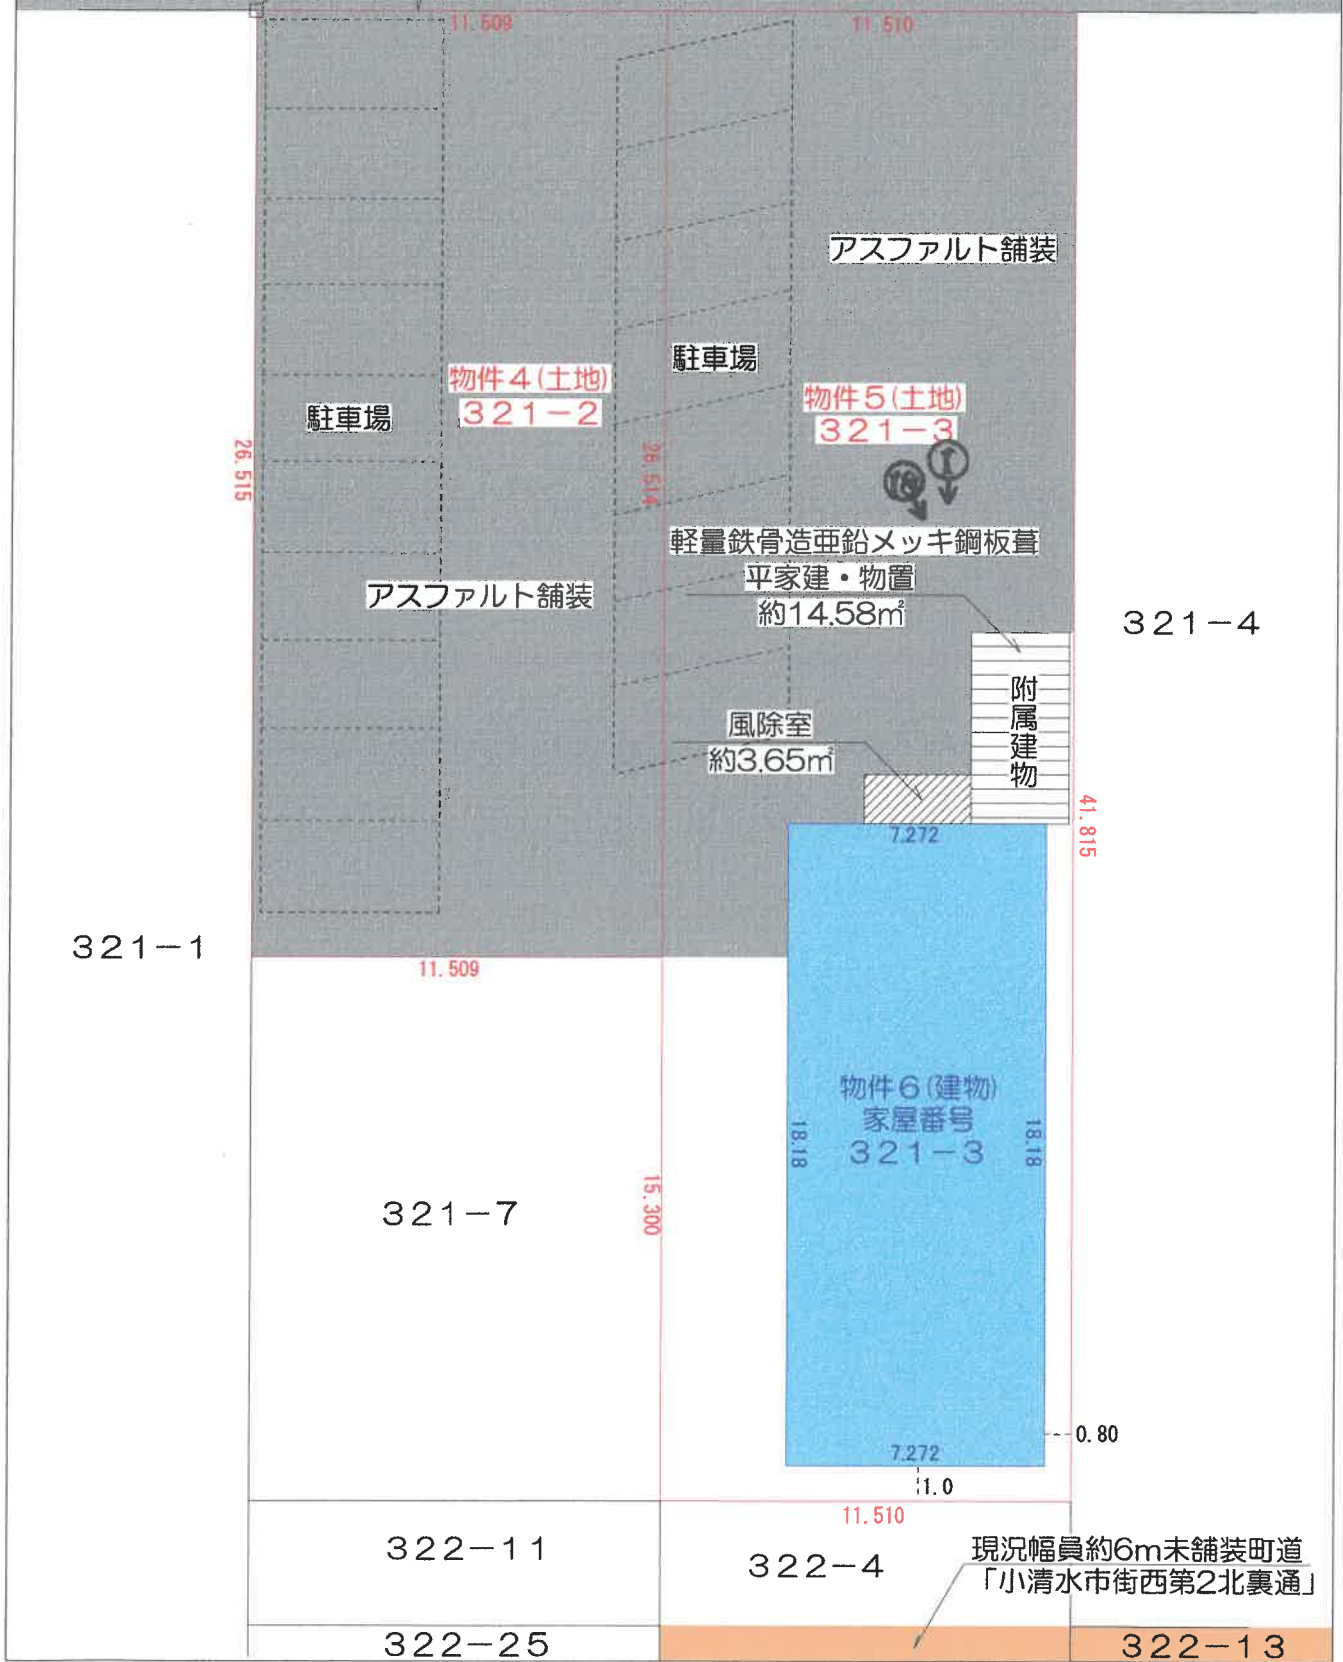 11.509
11.510
アスファルト舗装
駐車場
物件4(土地)
321-2
物件5(土地)
321-3
駐車場
26.515
26.514
①
⑱
軽量鉄骨造亜鉛メッキ鋼板葺
平家建・物置
約14.58㎡
アスファルト舗装
321-4
附属建物
風除室
約3.65㎡
41.815
7.272
321-1
11.509
物件6(建物)
家屋番号
321-3
18.18
18.18
321-7
15.300
0.80
7.272
1.0
11.510
322-11
322-4
現況幅員約6m未舗装町道
「小清水市街西第2北裏通」
322-25
322-13